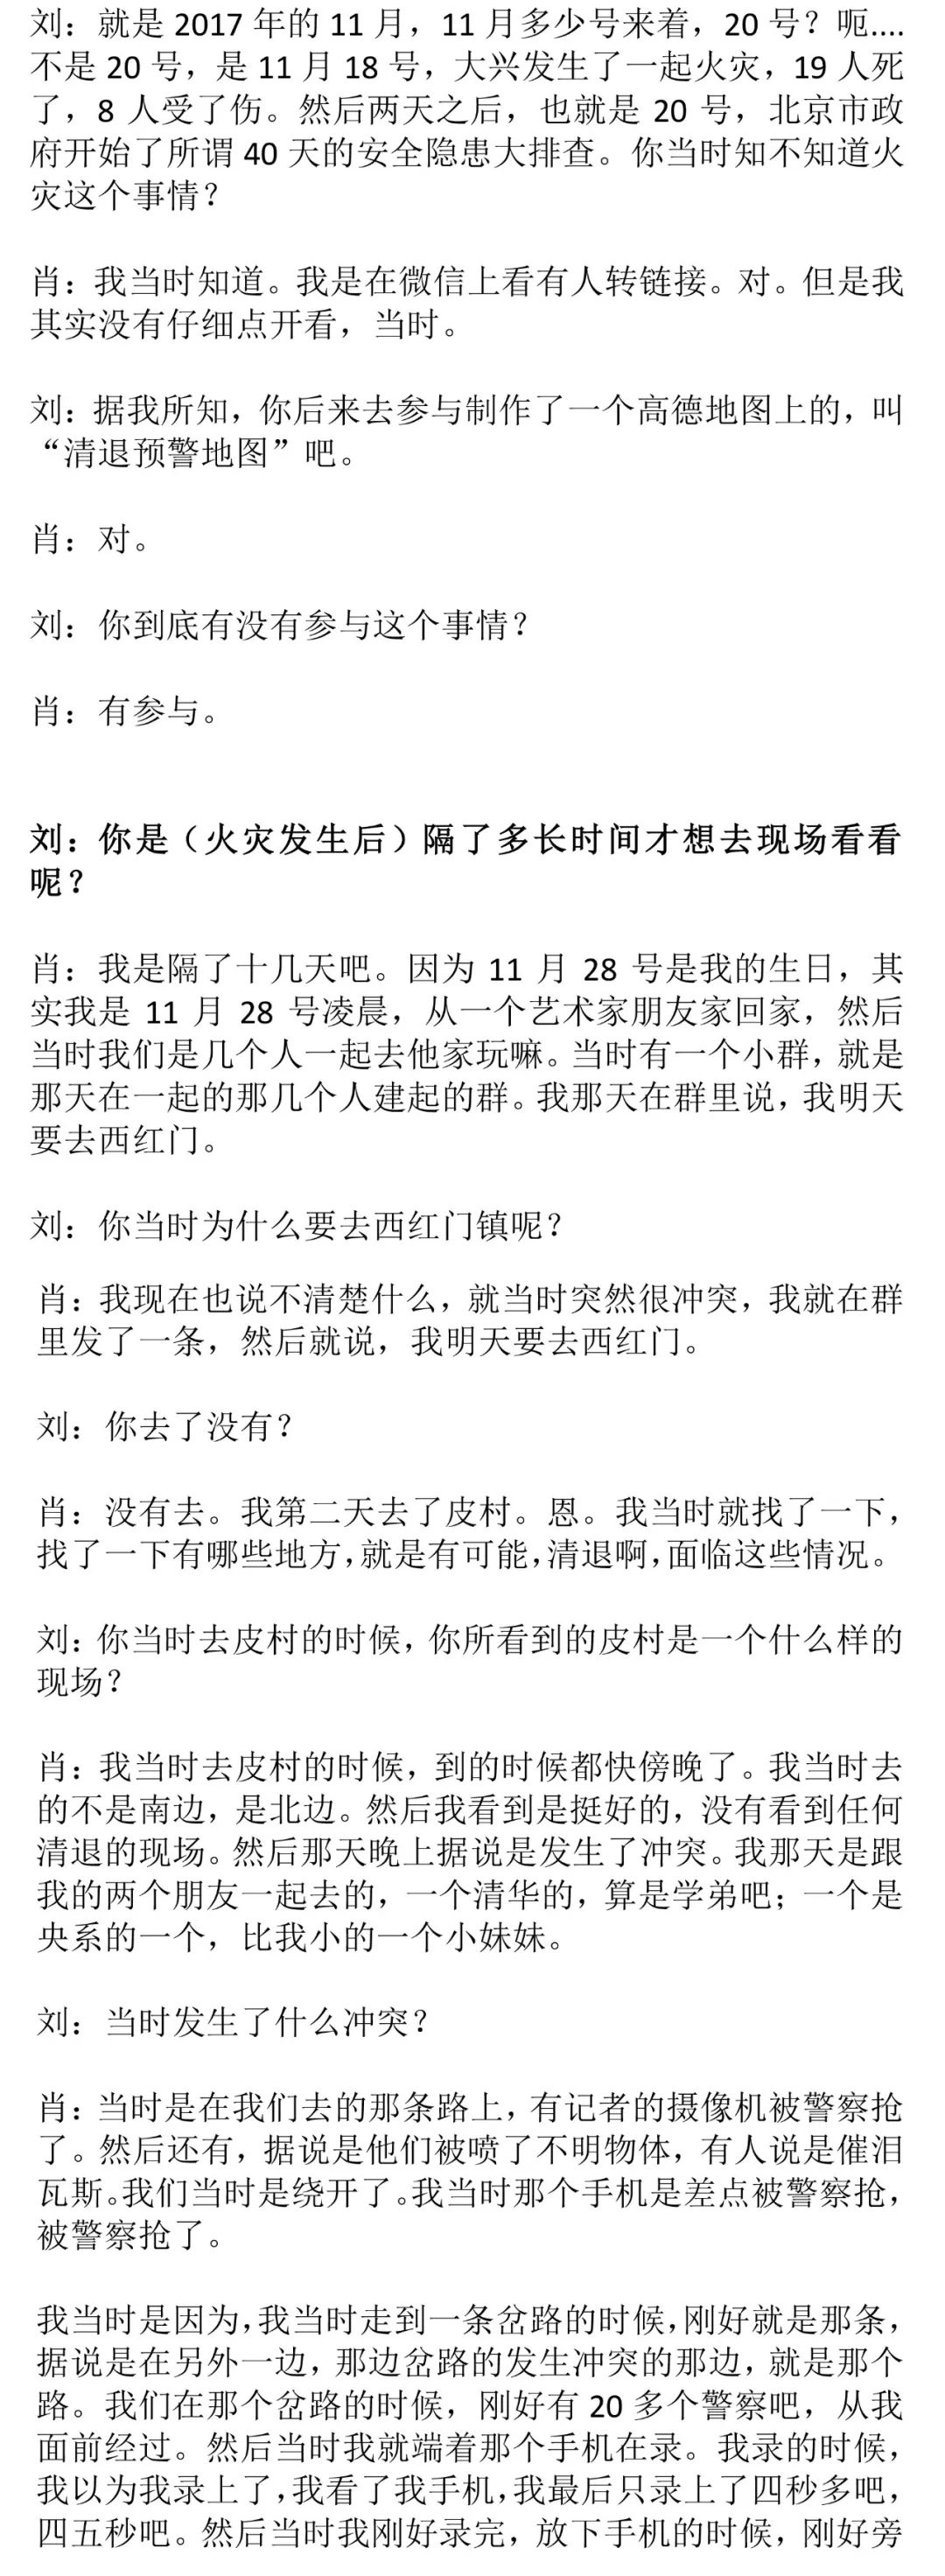 刘：就是 2017 年的 11 月，11 月多少号来着，20 号？呃....
不是 20 号，是 11 月 18 号，大兴发生了一起火灾，19 人死
了，8 人受了伤。然后两天之后，也就是 20 号，北京市政
府开始了所谓 40 天的安全隐患大排查。你当时知不知道火
灾这个事情？
肖：我当时知道。我是在微信上看有人转链接。对。但是我
其实没有仔细点开看，当时。
刘：据我所知，你后来去参与制作了一个高德地图上的，叫
“清退预警地图”吧。
肖：对。
刘：你到底有没有参与这个事情？
肖：有参与。
刘：你是（火灾发生后）隔了多长时间才想去现场看看
呢？
肖：我是隔了十几天吧。因为 11 月 28 号是我的生日，其
实我是 11 月 28 号凌晨，从一个艺术家朋友家回家，然后
当时我们是几个人一起去他家玩嘛。当时有一个小群，就是
那天在一起的那几个人建起的群。我那天在群里说，我明天
要去西红门。
刘：你当时为什么要去西红门镇呢？
肖：我现在也说不清楚什么，就当时突然很冲突，我就在群
里发了一条，然后就说，我明天要去西红门。
刘：你去了没有？
肖：没有去。我第二天去了皮村。恩。我当时就找了一下，
找了一下有哪些地方，就是有可能，清退啊，面临这些情况。
刘：你当时去皮村的时候，你所看到的皮村是一个什么样的
现场？
肖：我当时去皮村的时候，到的时候都快傍晚了。我当时去
的不是南边，是北边。然后我看到是挺好的，没有看到任何
清退的现场。然后那天晚上据说是发生了冲突。我那天是跟
我的两个朋友一起去的，一个清华的，算是学弟吧；一个是
央系的一个，比我小的一个小妹妹。
刘：当时发生了什么冲突？
肖：当时是在我们去的那条路上，有记者的摄像机被警察抢
了。然后还有，据说是他们被喷了不明物体，有人说是催泪
瓦斯。我们当时是绕开了。我当时那个手机是差点被警察抢，
被警察抢了。
我当时是因为，我当时走到一条岔路的时候，刚好就是那条，
据说是在另外一边，那边岔路的发生冲突的那边，就是那个
路。我们在那个岔路的时候，刚好有 20 多个警察吧，从我
面前经过。然后当时我就端着那个手机在录。我录的时候，
我以为我录上了，我看了我手机，我最后只录上了四秒多吧，
四五秒吧。然后当时我刚好录完，放下手机的时候，刚好旁